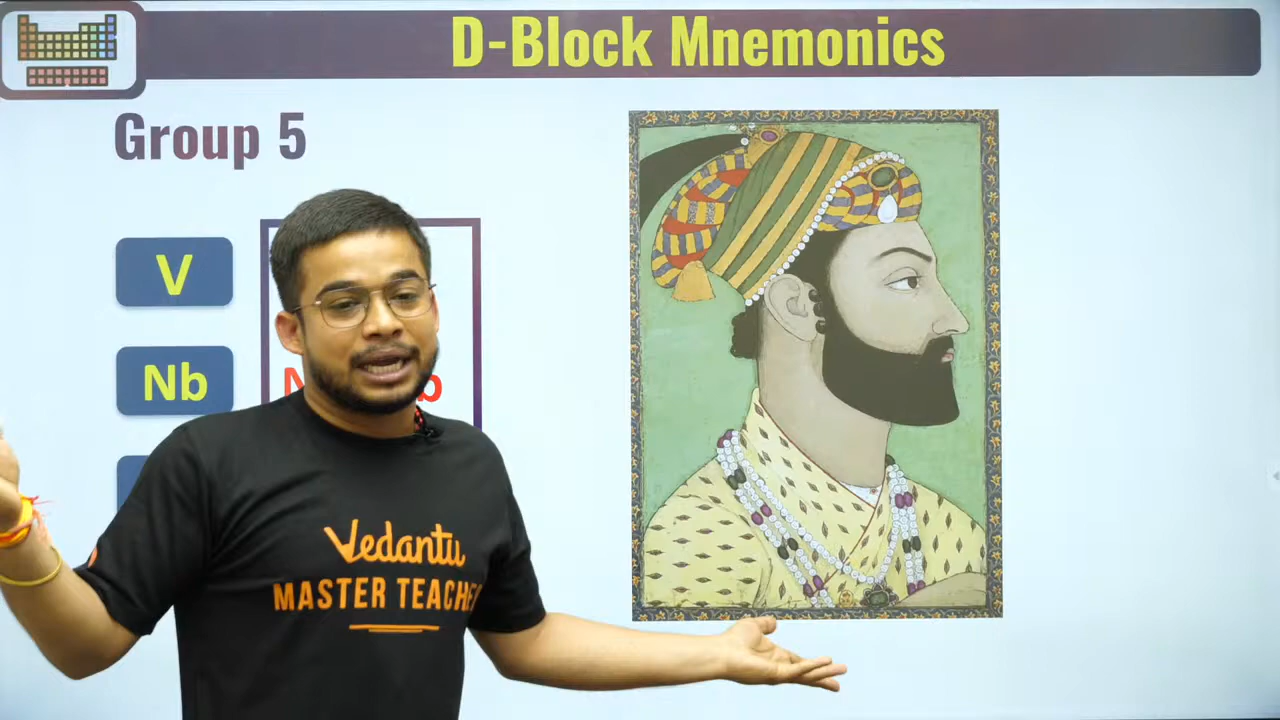 D-Block Mnemonics
Group 5
V
Nb
Vedantu
MASTER TEACHE